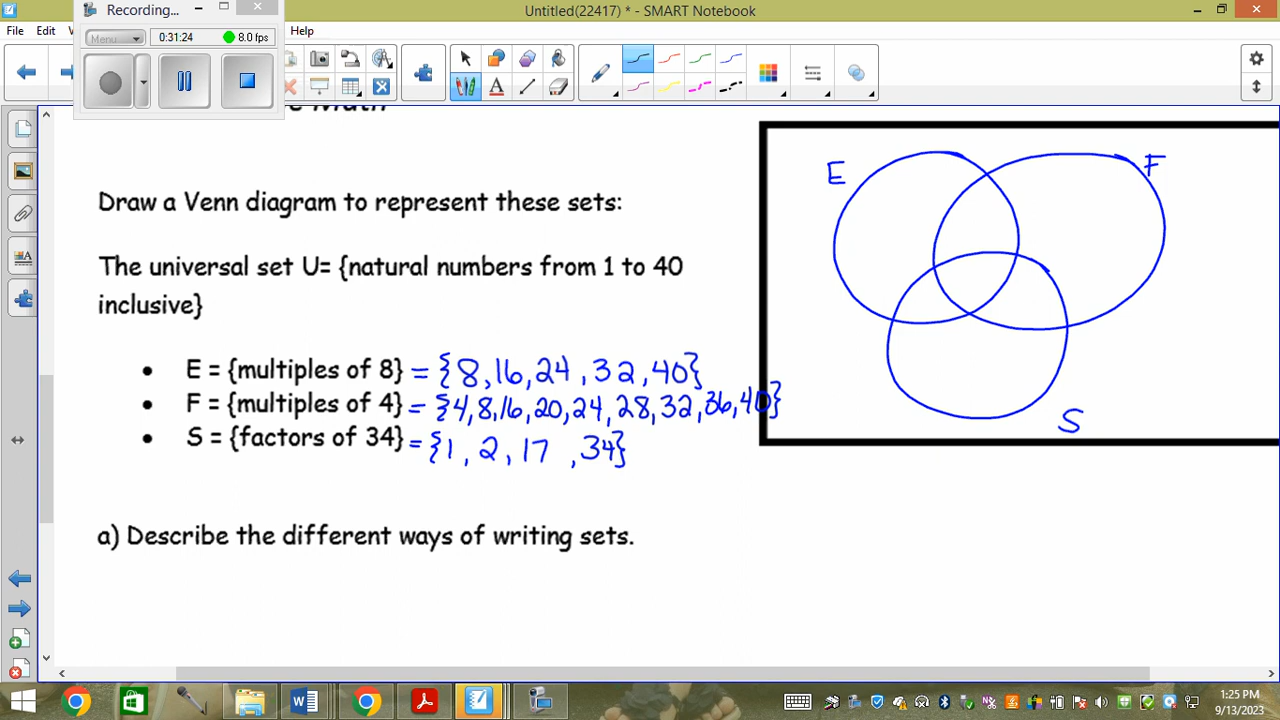 Recording...
Untitled(22417) * - SMART Notebook
File Edit Help
Menu
0:31:24
8.0 fps
Math
Draw a Venn diagram to represent these sets:
The universal set U= {natural numbers from 1 to 40
inclusive}
• E = {multiples of 8} = {8,16,24,32,40}
• F = {multiples of 4} = {4,8,16,20,24,28,32,36,40}
• S = {factors of 34} = {1, 2, 17, 34}
E
F
S
a) Describe the different ways of writing sets.
1:25 PM
9/13/2023